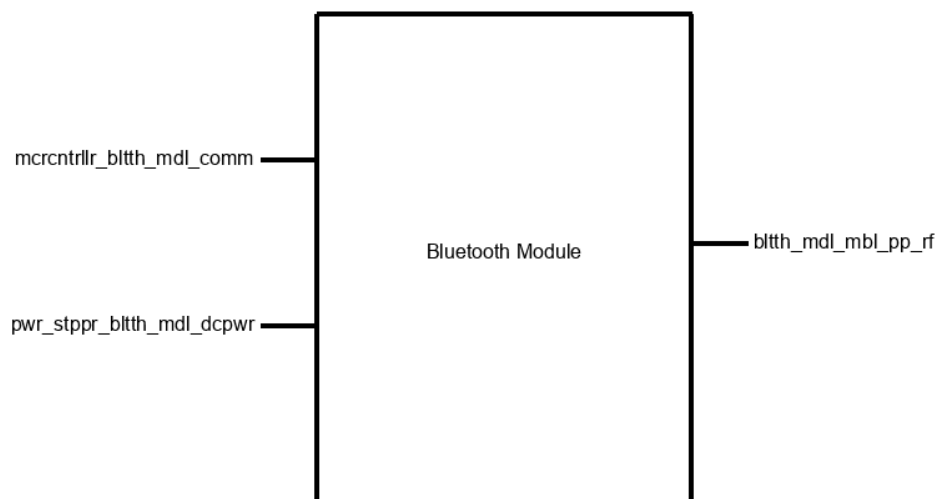 mcrcntrllr_bltth_mdl_comm
Bluetooth Module
bltth_mdl_mbl_pp_rf
pwr_stppr_bltth_mdl_dcpwr